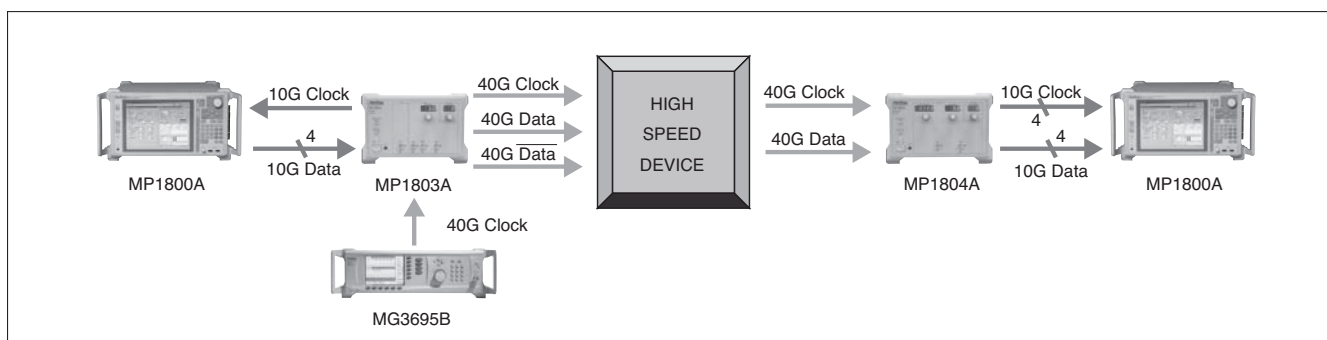 10G Clock
4
10G Data
MP1800A
MP1803A
40G Clock
40G Data
40G Data
40G Clock
MG3695B
HIGH
SPEED
DEVICE
40G Clock
40G Data
MP1804A
10G Clock
4
4
10G Data
MP1800A